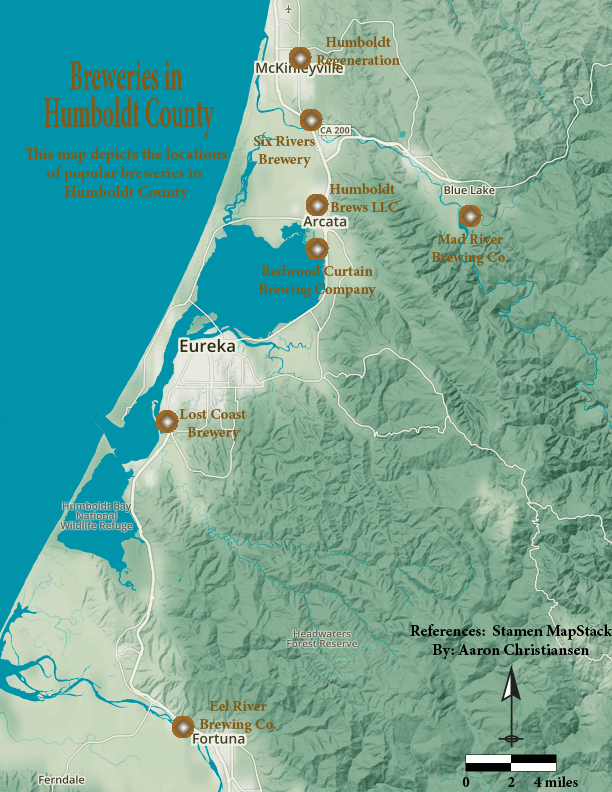 Breweries in
Humboldt County
This map depicts the locations
of popular breweries in
Humboldt County
Humboldt
Regeneration
McKinleyville
CA 200
Six Rivers
Brewery
Blue Lake
Humboldt
Brews LLC
Arcata
Mad River
Brewing Co.
Redwood Curtain
Brewing Company
Eureka
Lost Coast
Brewery
Humboldt Bay
National
Wildlife Refuge
Headwaters
Forest Reserve
References: Stamen MapStack
By: Aaron Christiansen
Eel River
Brewing Co.
Fortuna
Ferndale
0 2 4 miles